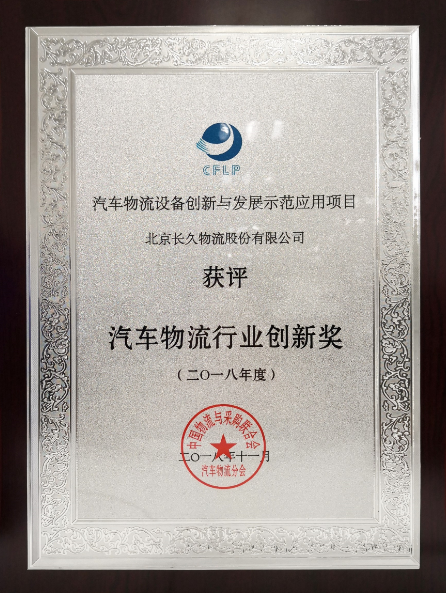 CFLP
汽车物流设备创新与发展示范应用项目
北京长久物流股份有限公司
获评
汽车物流行业创新奖
（二〇一八年度）
中国物流与采购联合会
二〇一八年十一月
汽车物流分会